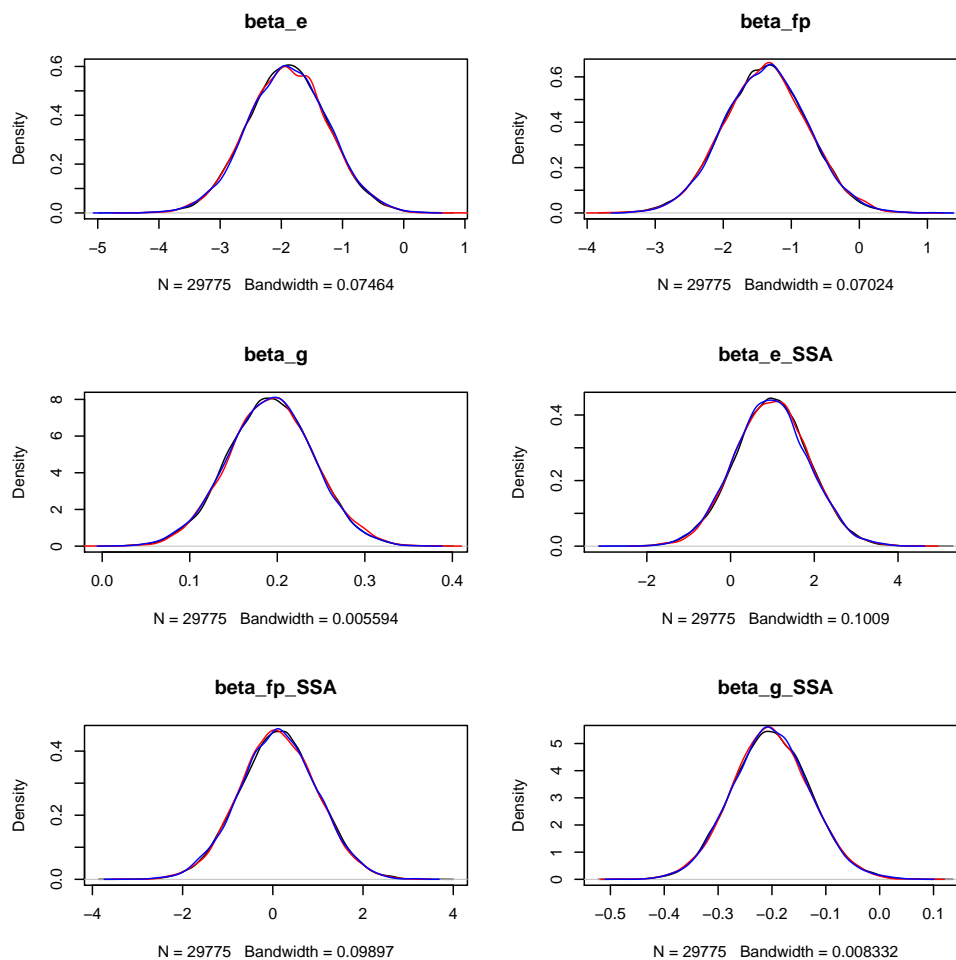 beta_e
Density
0.0 0.2 0.4 0.6
−5 −4 −3 −2 −1 0 1
N = 29775 Bandwidth = 0.07464
beta_fp
Density
0.0 0.2 0.4 0.6
−4 −3 −2 −1 0 1
N = 29775 Bandwidth = 0.07024
beta_g
Density
0 2 4 6 8
0.0 0.1 0.2 0.3 0.4
N = 29775 Bandwidth = 0.005594
beta_e_SSA
Density
0.0 0.2 0.4
−2 0 2 4
N = 29775 Bandwidth = 0.1009
beta_fp_SSA
Density
0.0 0.2 0.4
−4 −2 0 2 4
N = 29775 Bandwidth = 0.09897
beta_g_SSA
Density
0 1 2 3 4 5
−0.5 −0.4 −0.3 −0.2 −0.1 0.0 0.1
N = 29775 Bandwidth = 0.008332